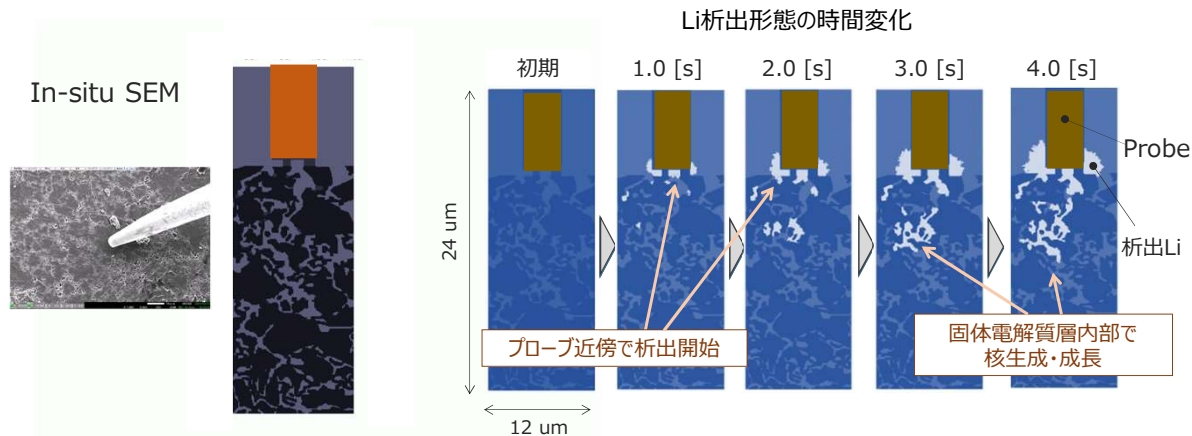 Li析出形態の時間変化
In-situ SEM
初期
1.0 [s]
2.0 [s]
3.0 [s]
4.0 [s]
Probe
析出Li
24 um
12 um
プローブ近傍で析出開始
固体電解質層内部で
核生成・成長